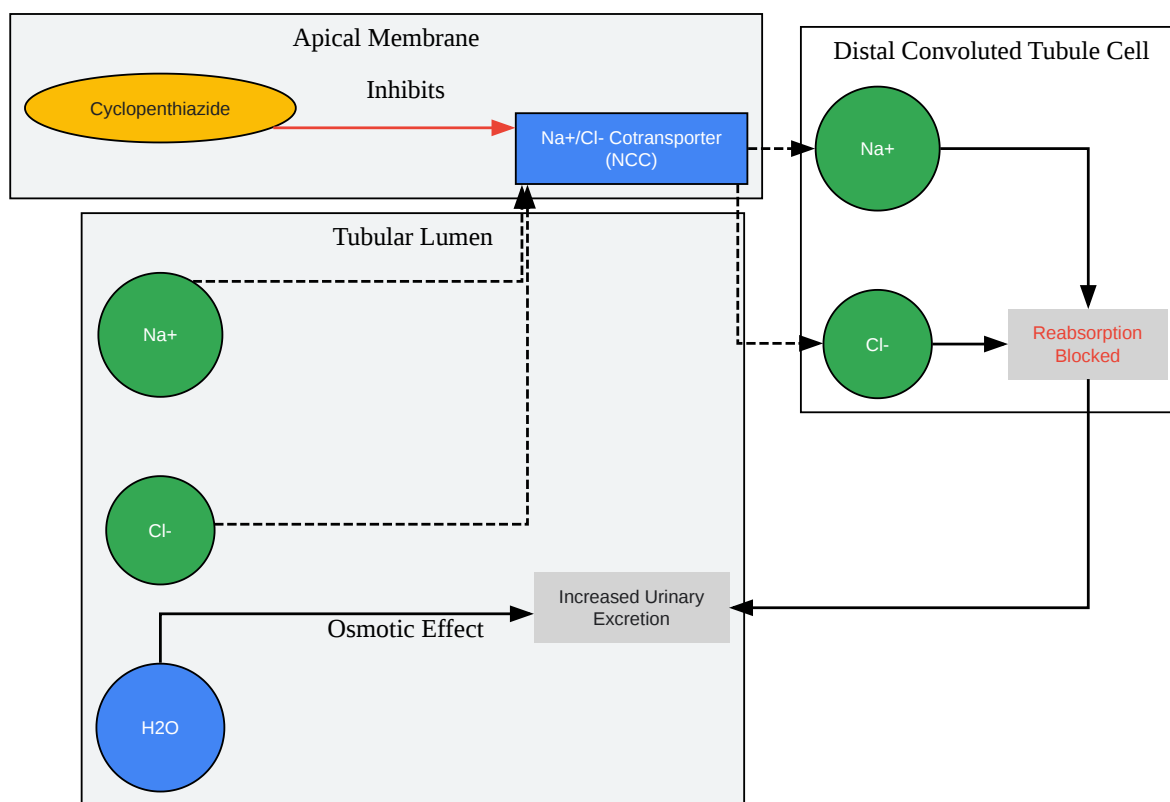 Apical Membrane
Cyclopenthiazide
Inhibits
Na+/Cl- Cotransporter
(NCC)
Distal Convoluted Tubule Cell
Na+
Cl-
Reabsorption
Blocked
Tubular Lumen
Na+
Cl-
Increased Urinary
Excretion
Osmotic Effect
H2O